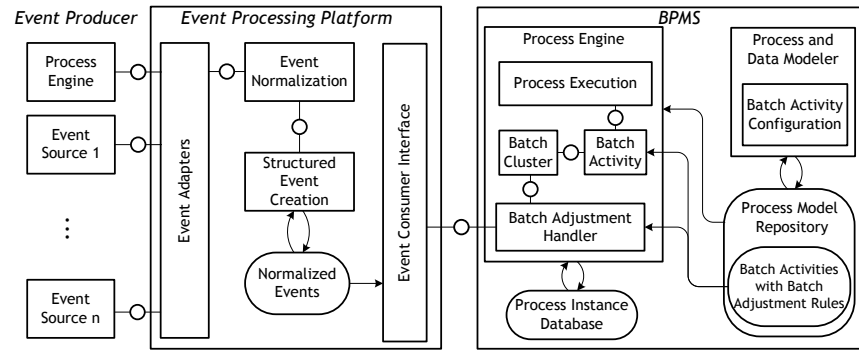 Event Producer
Event Processing Platform
BPMS
Process
Engine
Event
Source 1
⋮
Event
Source n
Event Adapters
Event
Normalization
Structured
Event
Creation
Normalized
Events
Event Consumer Interface
Process Engine
Process Execution
Batch
Cluster
Batch
Activity
Batch Adjustment
Handler
Process Instance
Database
Process and
Data Modeler
Batch Activity
Configuration
Process Model
Repository
Batch Activities
with Batch
Adjustment Rules